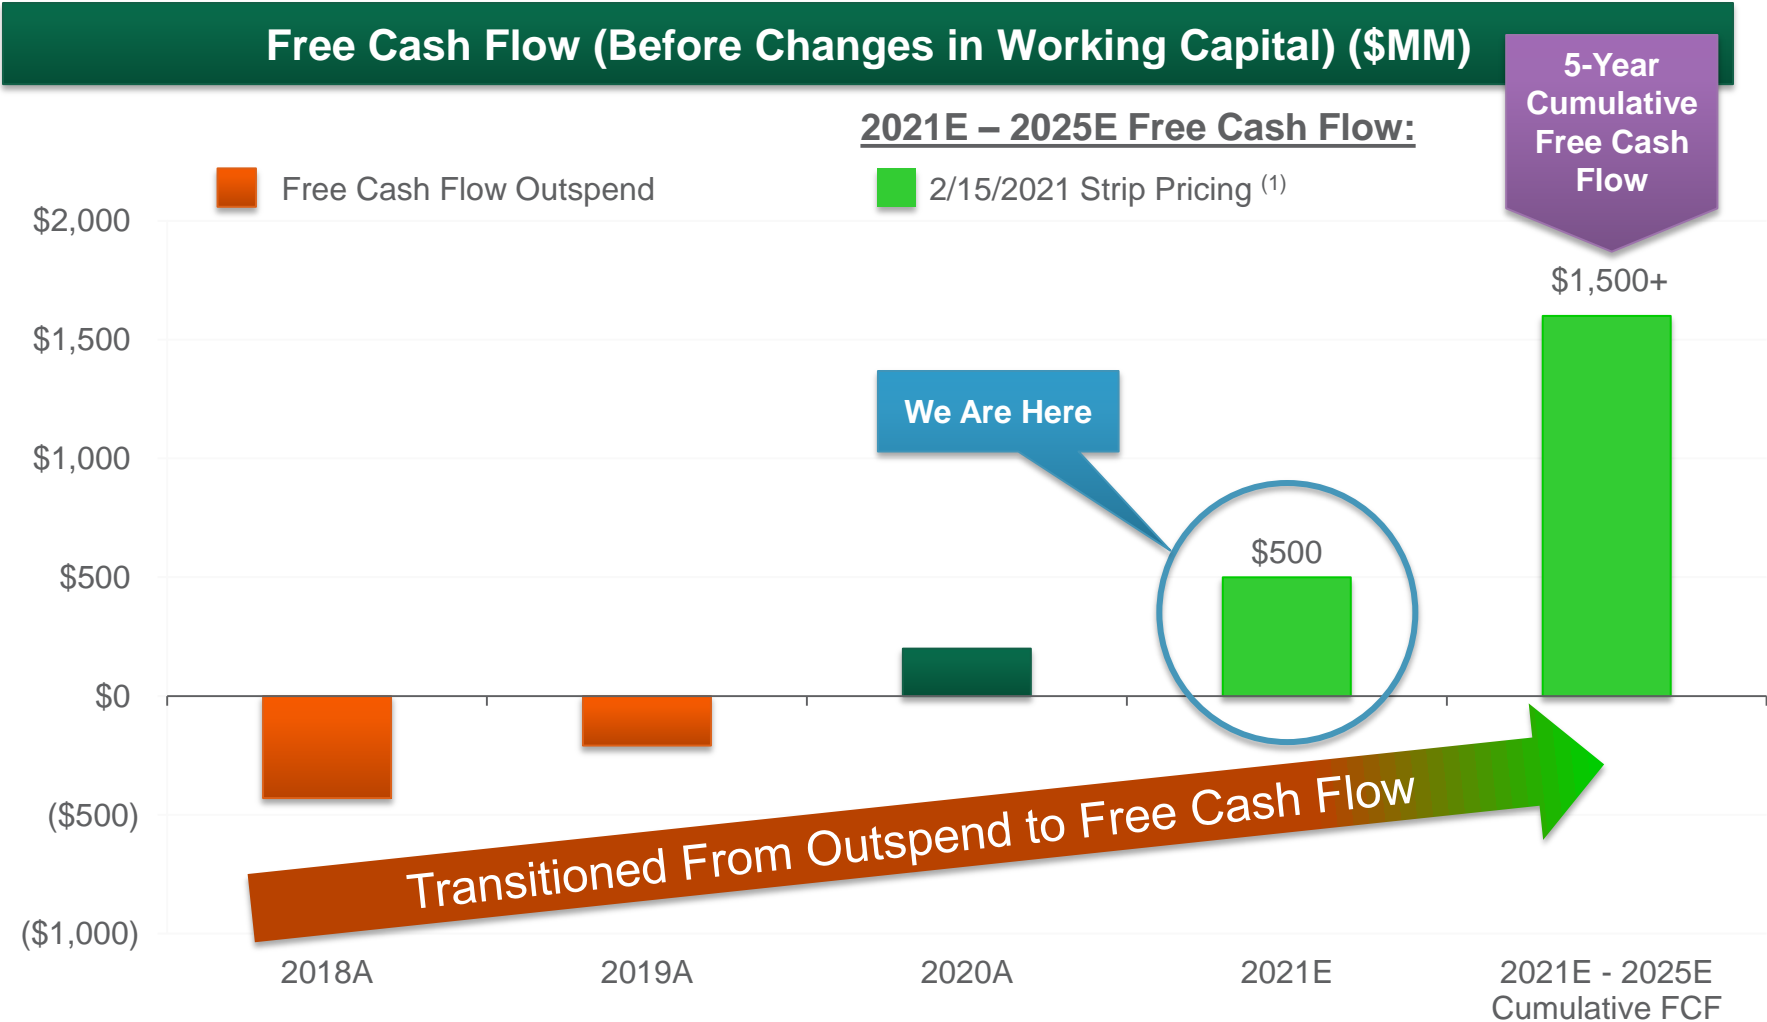 Free Cash Flow (Before Changes in Working Capital) ($MM)
5-Year
Cumulative
Free Cash
Flow
2021E – 2025E Free Cash Flow:
Free Cash Flow Outspend
2/15/2021 Strip Pricing (1)
$2,000
$1,500
$1,000
$500
$0
($500)
($1,000)
$1,500+
We Are Here
$500
Transitioned From Outspend to Free Cash Flow
2018A
2019A
2020A
2021E
2021E - 2025E
Cumulative FCF